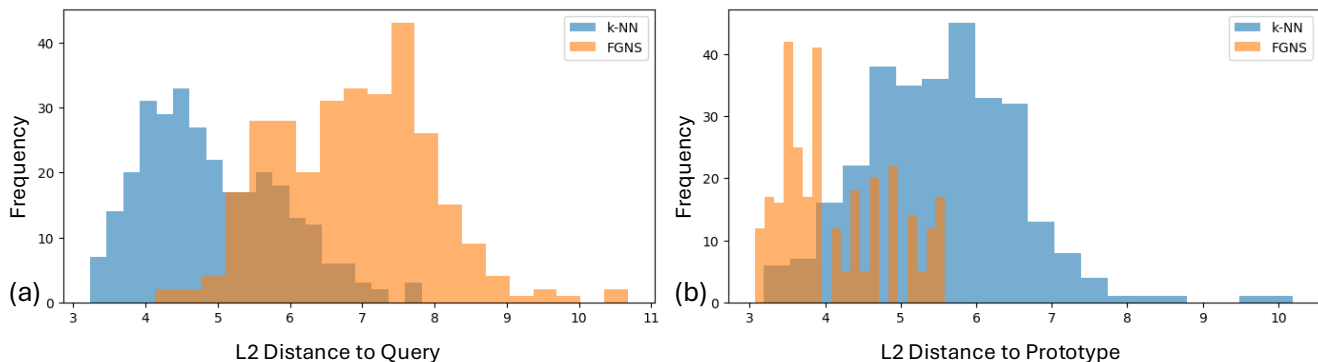 k-NN
FGNS
Frequency
40
30
20
10
0
3 4 5 6 7 8 9 10 11
(a)
L2 Distance to Query
k-NN
FGNS
Frequency
40
30
20
10
0
3 4 5 6 7 8 9 10
(b)
L2 Distance to Prototype